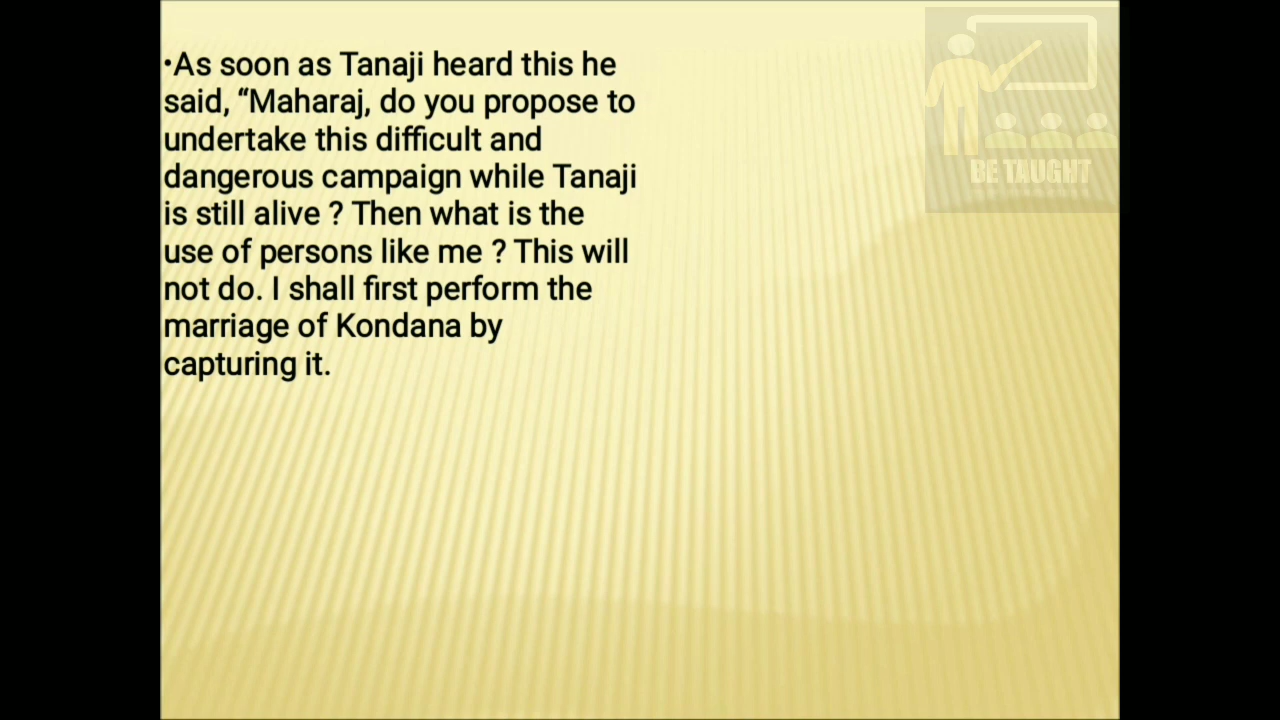 •As soon as Tanaji heard this he
said, “Maharaj, do you propose to
undertake this difficult and
dangerous campaign while Tanaji
is still alive ? Then what is the
use of persons like me ? This will
not do. I shall first perform the
marriage of Kondana by
capturing it.
BE TAUGHT